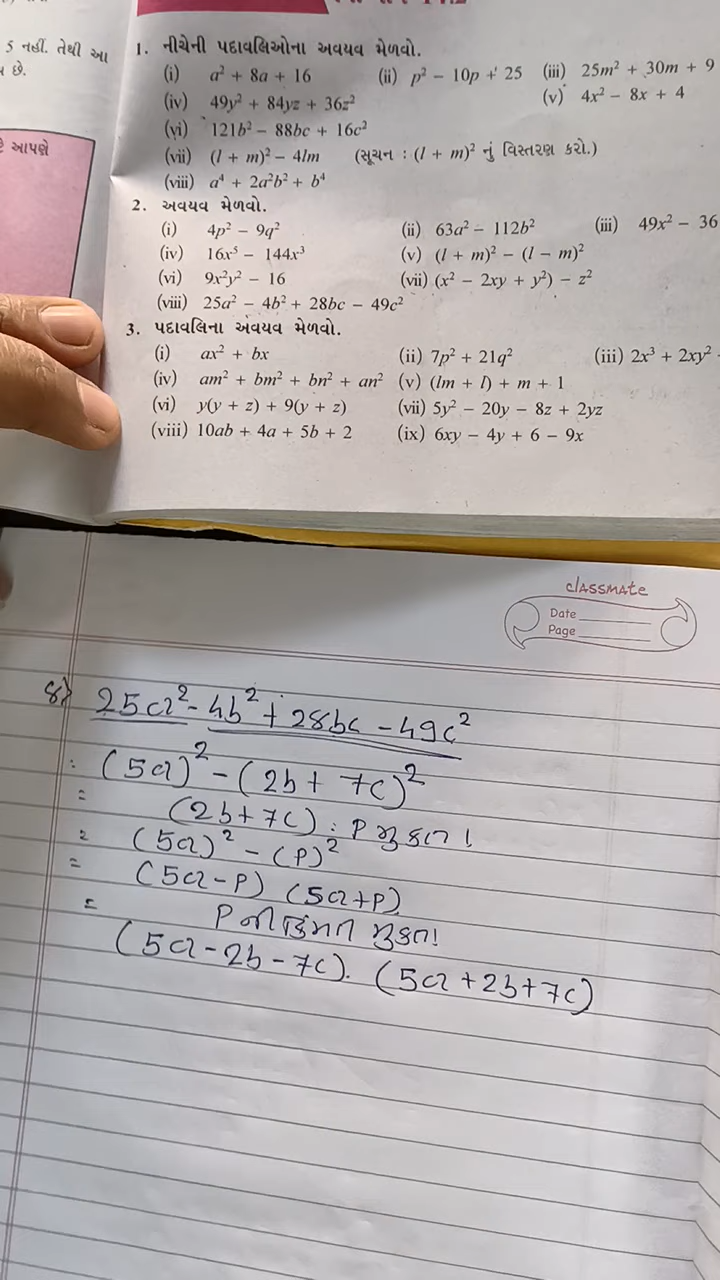 5 નહીં. તેથી આ
છે.
આપણે
1. નીચેની પદાવલિઓના અવયવ મેળવો.
(i) a² + 8a + 16 (ii) p² – 10p + 25 (iii) 25m² + 30m + 9
(iv) 49y² + 84yz + 36z² (v) 4x² – 8x + 4
(vi) 121b² – 88bc + 16c²
(vii) (l + m)² – 4lm (સૂચન : (l + m)² નું વિસ્તરણ કરો.)
(viii) a⁴ + 2a²b² + b⁴
2. અવયવ મેળવો.
(i) 4p² – 9q² (ii) 63a² – 112b² (iii) 49x² – 36
(iv) 16x⁵ – 144x³ (v) (l + m)² – (l – m)²
(vi) 9x²y² – 16 (vii) (x² – 2xy + y²) – z²
(viii) 25a² – 4b² + 28bc – 49c²
3. પદાવલિના અવયવ મેળવો.
(i) ax² + bx (ii) 7p² + 21q² (iii) 2x³ + 2xy²
(iv) am² + bm² + bn² + an² (v) (lm + l) + m + 1
(vi) y(y + z) + 9(y + z) (vii) 5y² – 20y – 8z + 2yz
(viii) 10ab + 4a + 5b + 2 (ix) 6xy – 4y + 6 – 9x
classmate
Date
Page
8) 25a² - 4b² + 28bc - 49c²
: (5a)² - (2b + 7c)²
= (2b + 7c) : P મુકતા !
= (5a)² - (P)²
= (5a - P) (5a + P)
= P ની કિંમત મુકતા!
(5a - 2b - 7c). (5a + 2b + 7c)